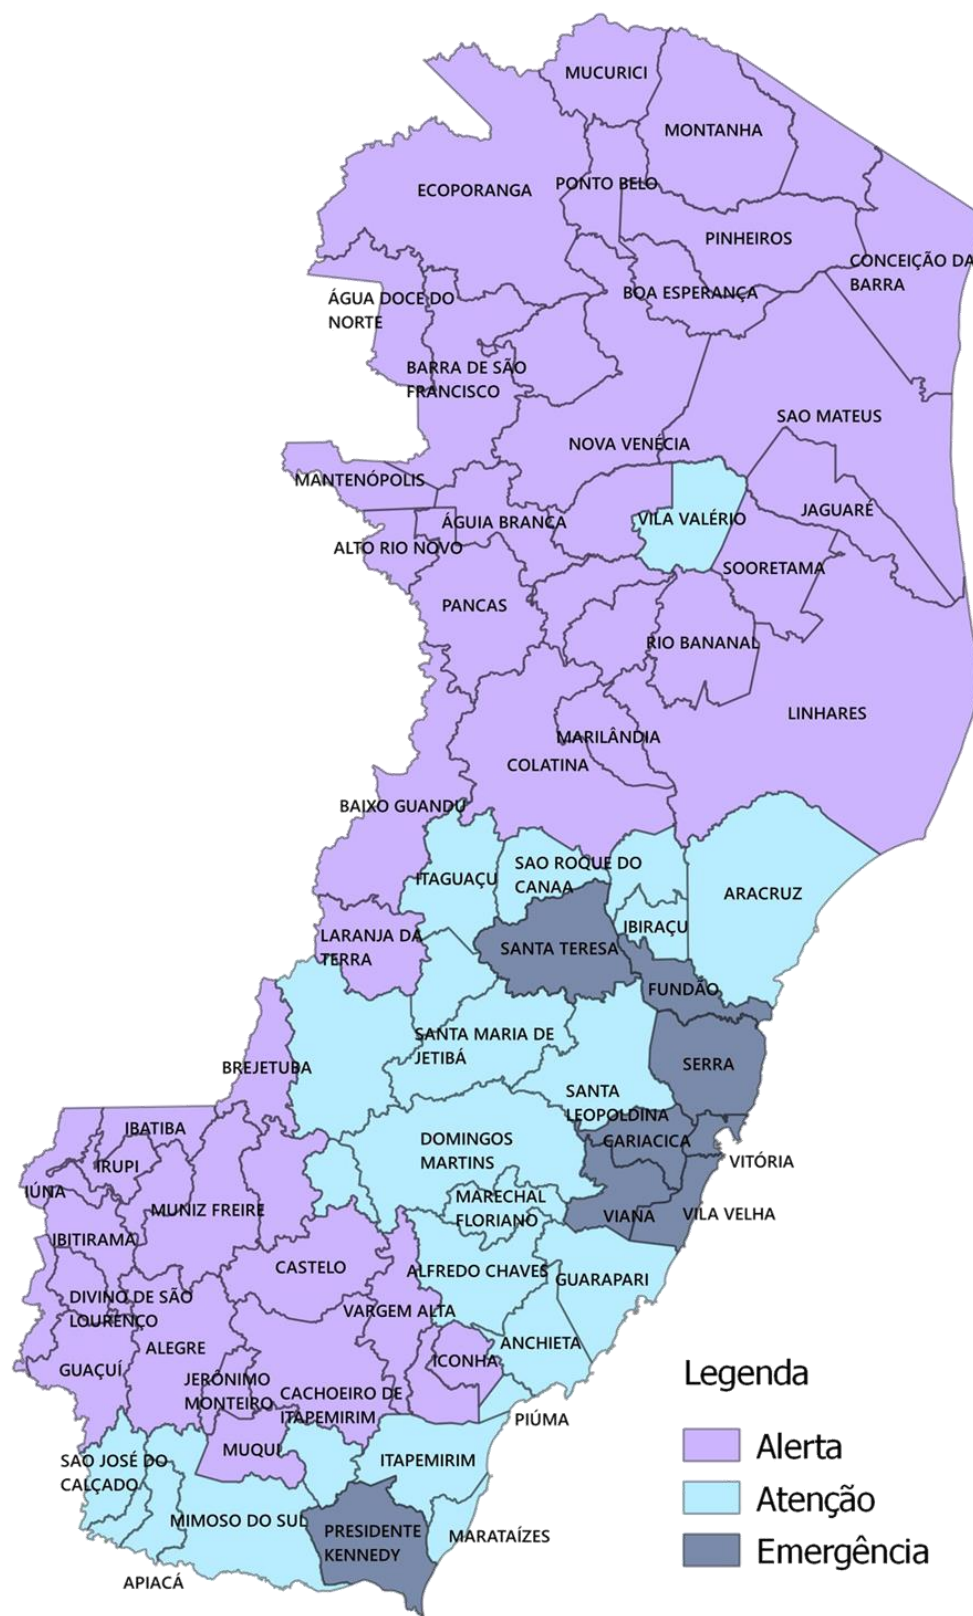 MUCURICI
MONTANHA
ECOPORANGA
PONTO BELO
PINHEIROS
CONCEIÇÃO DA
BARRA
BOA ESPERANÇA
ÁGUA DOCE DO
NORTE
BARRA DE SÃO
FRANCISCO
SAO MATEUS
NOVA VENÉCIA
MANTENÓPOLIS
JAGUARÉ
VILA VALÉRIO
ÁGUIA BRANCA
ALTO RIO NOVO
SOORETAMA
PANCAS
RIO BANANAL
LINHARES
MARILÂNDIA
COLATINA
BAIXO GUANDU
SAO ROQUE DO
CANAA
ITAGUAÇU
ARACRUZ
IBIRAÇU
LARANJA DA
TERRA
SANTA TERESA
FUNDÃO
SANTA MARIA DE
JETIBÁ
SERRA
BREJETUBA
SANTA
LEOPOLDINA
IBATIBA
DOMINGOS
MARTINS
CARIACICA
VITÓRIA
IRUPI
IÚNA
MARECHAL
FLORIANO
MUNIZ FREIRE
VIANA
VILA VELHA
IBITIRAMA
CASTELO
ALFREDO CHAVES
GUARAPARI
DIVINO DE SÃO
LOURENÇO
VARGEM ALTA
ANCHIETA
ALEGRE
ICONHA
GUAÇUÍ
JERÔNIMO
MONTEIRO
CACHOEIRO DE
ITAPEMIRIM
PIÚMA
MUQUI
SAO JOSÉ DO
CALÇADO
ITAPEMIRIM
MIMOSO DO SUL
PRESIDENTE
KENNEDY
MARATAÍZES
APIACÁ
Legenda
Alerta
Atenção
Emergência